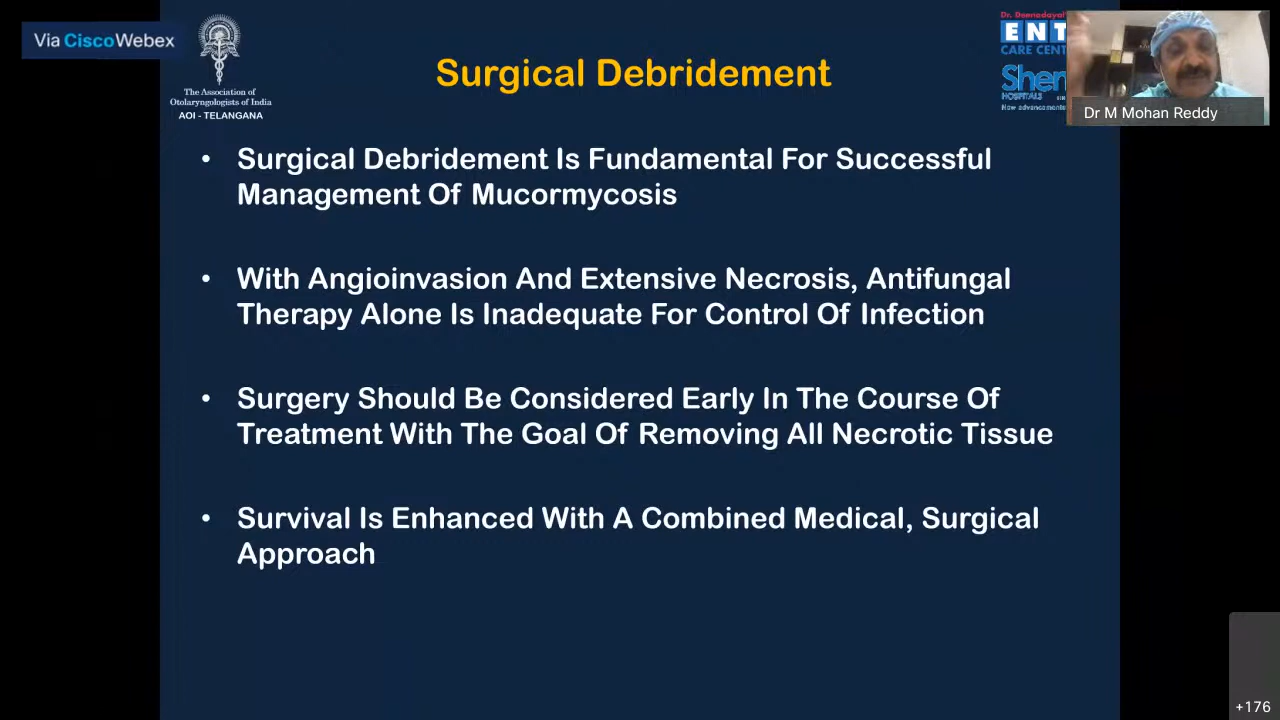 Via CiscoWebex
The Association of
Otolaryngologists of India
AOI - TELANGANA
Surgical Debridement
Dr. Deenadayal
ENT
CARE CENT
Shen
HOSPITALS
Dr M Mohan Reddy
• Surgical Debridement Is Fundamental For Successful
Management Of Mucormycosis
• With Angioinvasion And Extensive Necrosis, Antifungal
Therapy Alone Is Inadequate For Control Of Infection
• Surgery Should Be Considered Early In The Course Of
Treatment With The Goal Of Removing All Necrotic Tissue
• Survival Is Enhanced With A Combined Medical, Surgical
Approach
+176